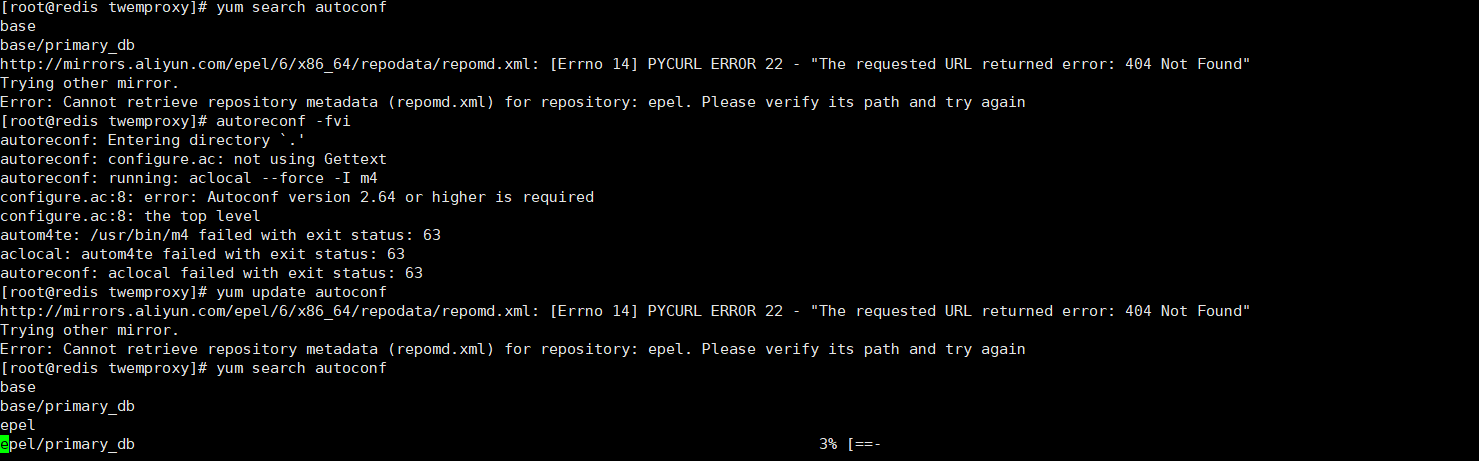 [root@redis twemproxy]# yum search autoconf
base
base/primary_db
http://mirrors.aliyun.com/epel/6/x86_64/repodata/repomd.xml: [Errno 14] PYCURL ERROR 22 - "The requested URL returned error: 404 Not Found"
Trying other mirror.
Error: Cannot retrieve repository metadata (repomd.xml) for repository: epel. Please verify its path and try again
[root@redis twemproxy]# autoreconf -fvi
autoreconf: Entering directory `.'
autoreconf: configure.ac: not using Gettext
autoreconf: running: aclocal --force -I m4
configure.ac:8: error: Autoconf version 2.64 or higher is required
configure.ac:8: the top level
autom4te: /usr/bin/m4 failed with exit status: 63
aclocal: autom4te failed with exit status: 63
autoreconf: aclocal failed with exit status: 63
[root@redis twemproxy]# yum update autoconf
http://mirrors.aliyun.com/epel/6/x86_64/repodata/repomd.xml: [Errno 14] PYCURL ERROR 22 - "The requested URL returned error: 404 Not Found"
Trying other mirror.
Error: Cannot retrieve repository metadata (repomd.xml) for repository: epel. Please verify its path and try again
[root@redis twemproxy]# yum search autoconf
base
base/primary_db
epel
epel/primary_db 3% [==-